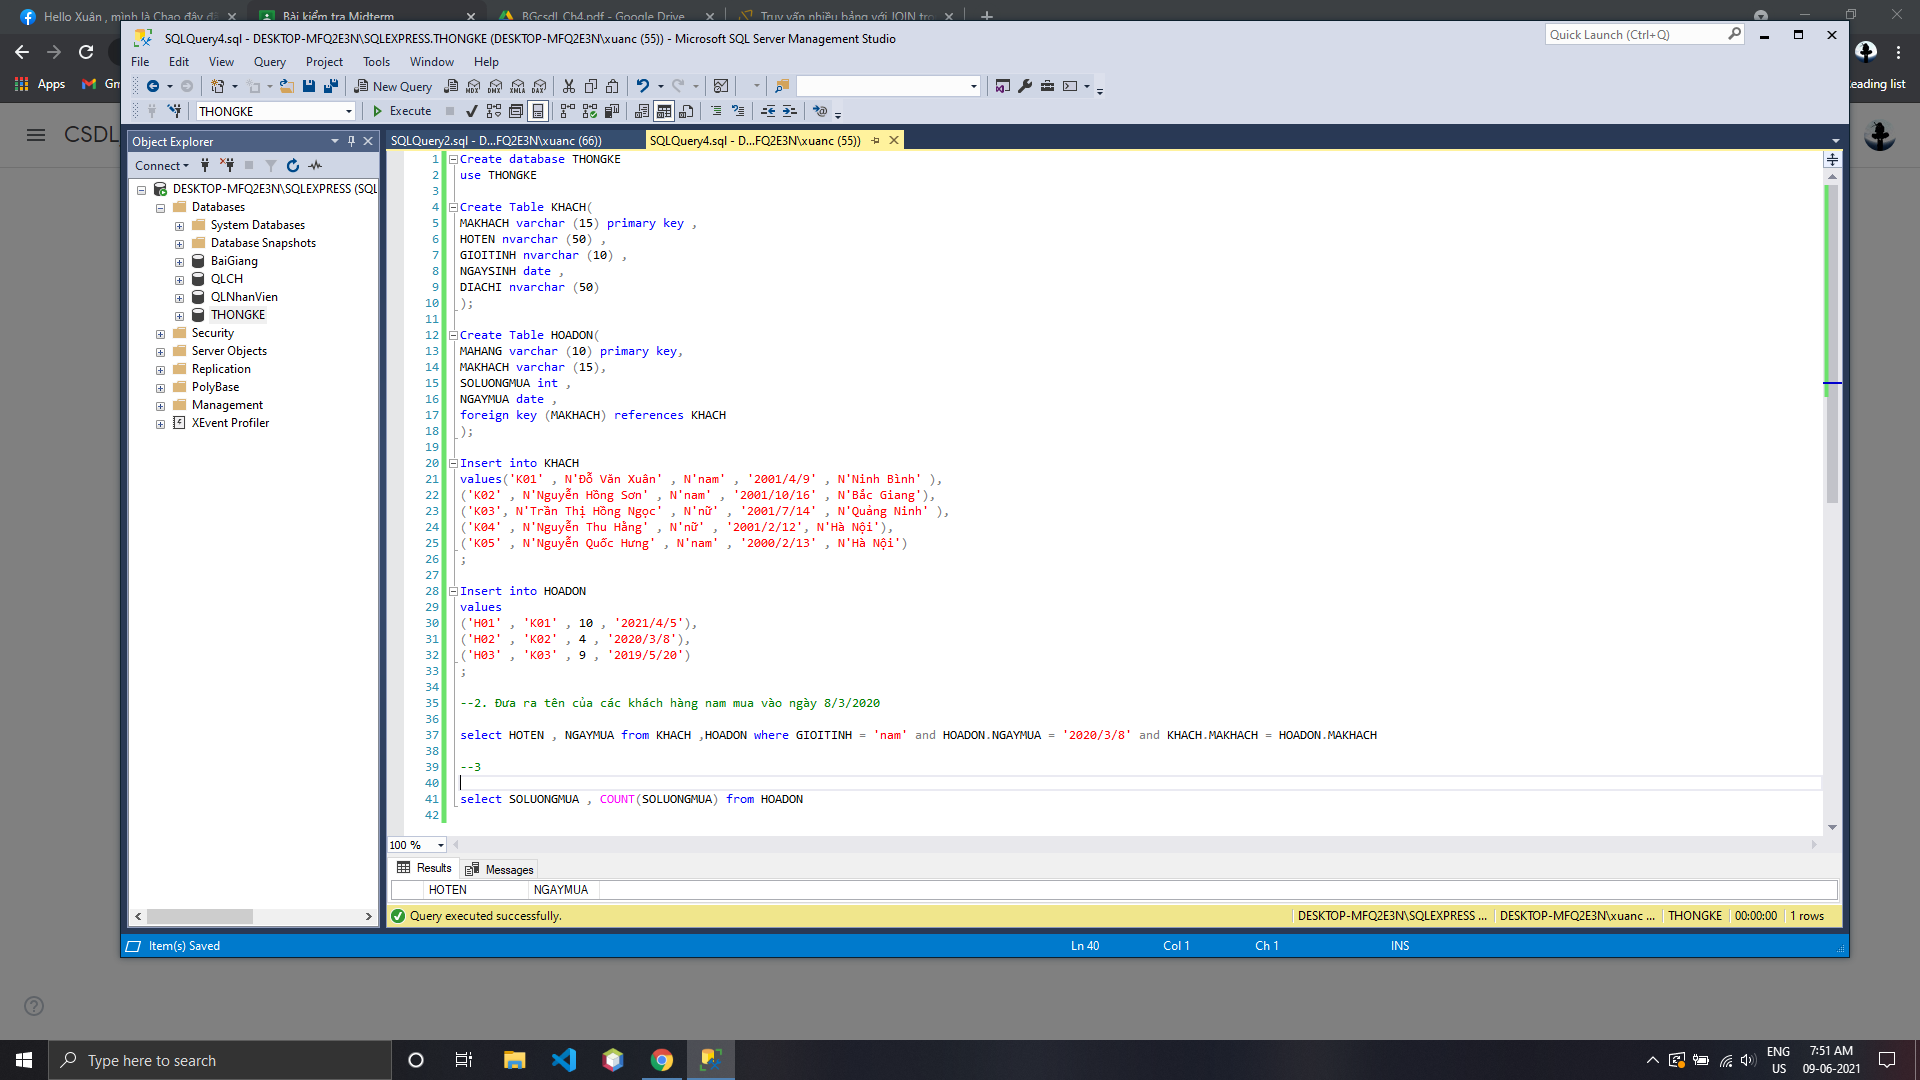 Hello Xuân , mình là Chao đây đ
Bài kiểm tra Midterm
BGcsdl_Ch4.pdf - Google Drive
Truy vấn nhiều bảng với JOIN tro
Apps
Gm
eading list
CSDL
SQLQuery4.sql - DESKTOP-MFQ2E3N\SQLEXPRESS.THONGKE (DESKTOP-MFQ2E3N\xuanc (55)) - Microsoft SQL Server Management Studio
Quick Launch (Ctrl+Q)
File Edit View Query Project Tools Window Help
New Query
THONGKE
Execute
Object Explorer
Connect
DESKTOP-MFQ2E3N\SQLEXPRESS (SQL
Databases
System Databases
Database Snapshots
BaiGiang
QLCH
QLNhanVien
THONGKE
Security
Server Objects
Replication
PolyBase
Management
XEvent Profiler
SQLQuery2.sql - D...FQ2E3N\xuanc (66))
SQLQuery4.sql - D...FQ2E3N\xuanc (55))
1 Create database THONGKE
2 use THONGKE
3
4 Create Table KHACH(
5 MAKHACH varchar (15) primary key ,
6 HOTEN nvarchar (50) ,
7 GIOITINH nvarchar (10) ,
8 NGAYSINH date ,
9 DIACHI nvarchar (50)
10 );
11
12 Create Table HOADON(
13 MAHANG varchar (10) primary key,
14 MAKHACH varchar (15),
15 SOLUONGMUA int ,
16 NGAYMUA date ,
17 foreign key (MAKHACH) references KHACH
18 );
19
20 Insert into KHACH
21 values('K01' , N'Đỗ Văn Xuân' , N'nam' , '2001/4/9' , N'Ninh Bình' ),
22 ('K02' , N'Nguyễn Hồng Sơn' , N'nam' , '2001/10/16' , N'Bắc Giang'),
23 ('K03', N'Trần Thị Hồng Ngọc' , N'nữ' , '2001/7/14' , N'Quảng Ninh' ),
24 ('K04' , N'Nguyễn Thu Hằng' , N'nữ' , '2001/2/12', N'Hà Nội'),
25 ('K05' , N'Nguyễn Quốc Hưng' , N'nam' , '2000/2/13' , N'Hà Nội')
26 ;
27
28 Insert into HOADON
29 values
30 ('H01' , 'K01' , 10 , '2021/4/5'),
31 ('H02' , 'K02' , 4 , '2020/3/8'),
32 ('H03' , 'K03' , 9 , '2019/5/20')
33 ;
34
35 --2. Đưa ra tên của các khách hàng nam mua vào ngày 8/3/2020
36
37 select HOTEN , NGAYMUA from KHACH ,HOADON where GIOITINH = 'nam' and HOADON.NGAYMUA = '2020/3/8' and KHACH.MAKHACH = HOADON.MAKHACH
38
39 --3
40
41 select SOLUONGMUA , COUNT(SOLUONGMUA) from HOADON
42
100 %
Results Messages
HOTEN NGAYMUA
Query executed successfully.
DESKTOP-MFQ2E3N\SQLEXPRESS ... DESKTOP-MFQ2E3N\xuanc ... THONGKE 00:00:00 1 rows
Item(s) Saved
Ln 40 Col 1 Ch 1 INS
Type here to search
ENG
US
7:51 AM
09-06-2021